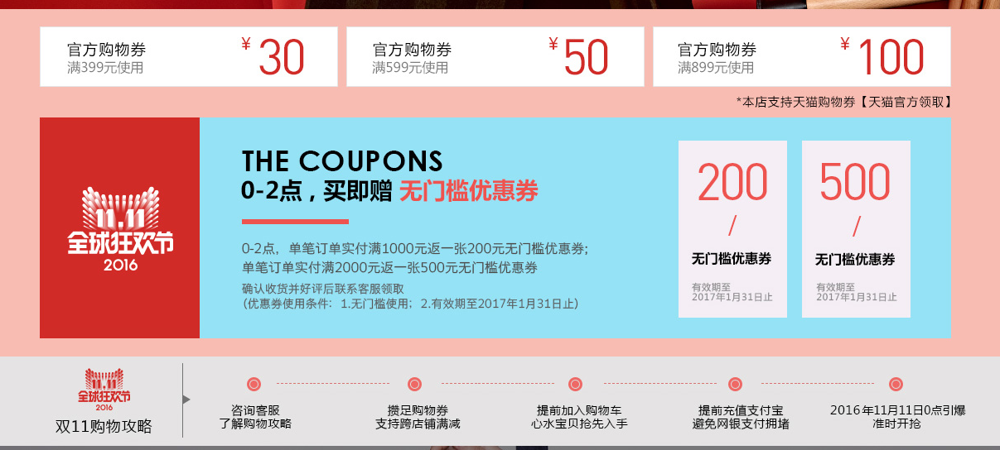 官方购物券
满399元使用
¥ 30
官方购物券
满599元使用
¥ 50
官方购物券
满899元使用
¥ 100
*本店支持天猫购物券【天猫官方领取】
11.11
全球狂欢节
2016
THE COUPONS
0-2点，买即赠 无门槛优惠券
0-2点，单笔订单实付满1000元返一张200元无门槛优惠券;
单笔订单实付满2000元返一张500元无门槛优惠券
确认收货并好评后联系客服领取
(优惠券使用条件：1.无门槛使用；2.有效期至2017年1月31日止)
200
/
无门槛优惠券
有效期至
2017年1月31日止
500
/
无门槛优惠券
有效期至
2017年1月31日止
11.11
全球狂欢节
2016
双11购物攻略
咨询客服
了解购物攻略
攒足购物券
支持跨店铺满减
提前加入购物车
心水宝贝抢先入手
提前充值支付宝
避免网银支付拥堵
2016年11月11日0点引爆
准时开抢